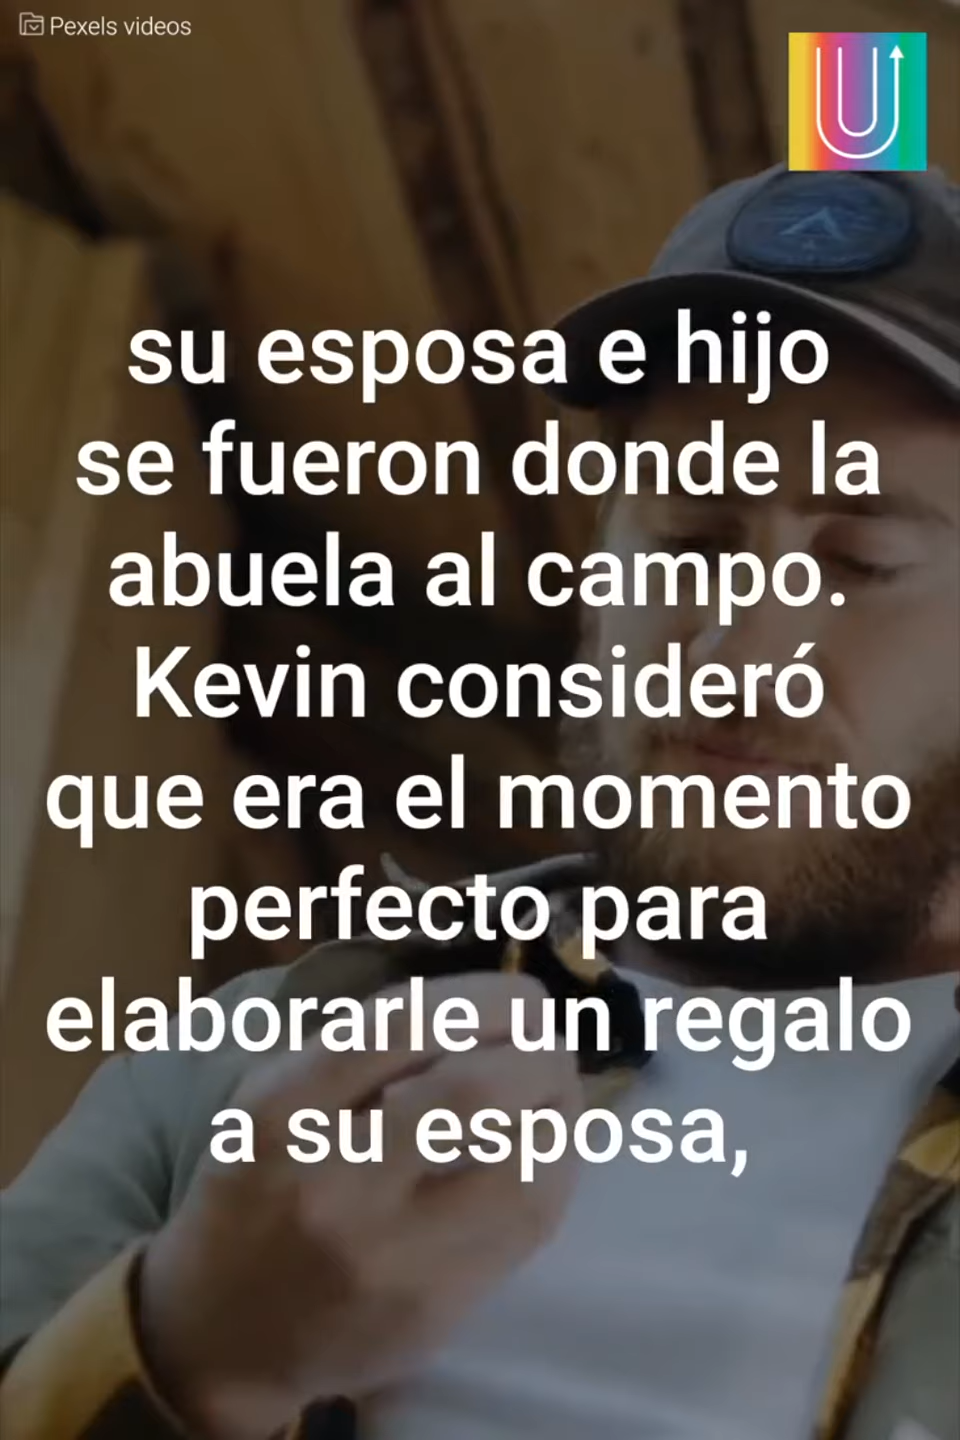 Pexels videos
U
su esposa e hijo
se fueron donde la
abuela al campo.
Kevin consideró
que era el momento
perfecto para
elaborarle un regalo
a su esposa,